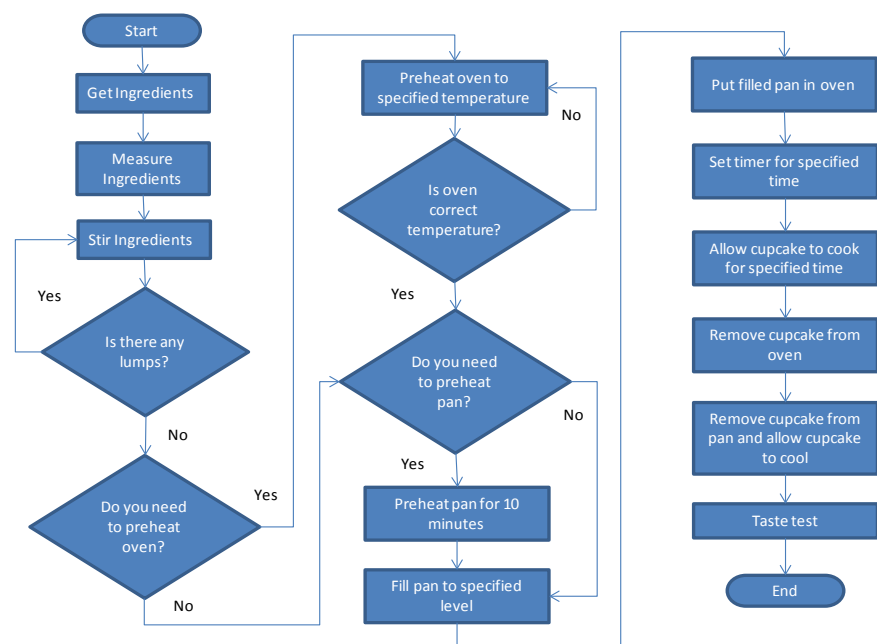 Start
Get Ingredients
Measure
Ingredients
Stir Ingredients
Yes
Is there any
lumps?
No
Do you need
to preheat
oven?
Yes
No
Preheat oven to
specified temperature
No
Is oven
correct
temperature?
Yes
Do you need
to preheat
pan?
No
Yes
Preheat pan for 10
minutes
Fill pan to specified
level
Put filled pan in oven
Set timer for specified
time
Allow cupcake to cook
for specified time
Remove cupcake from
oven
Remove cupcake from
pan and allow cupcake
to cool
Taste test
End